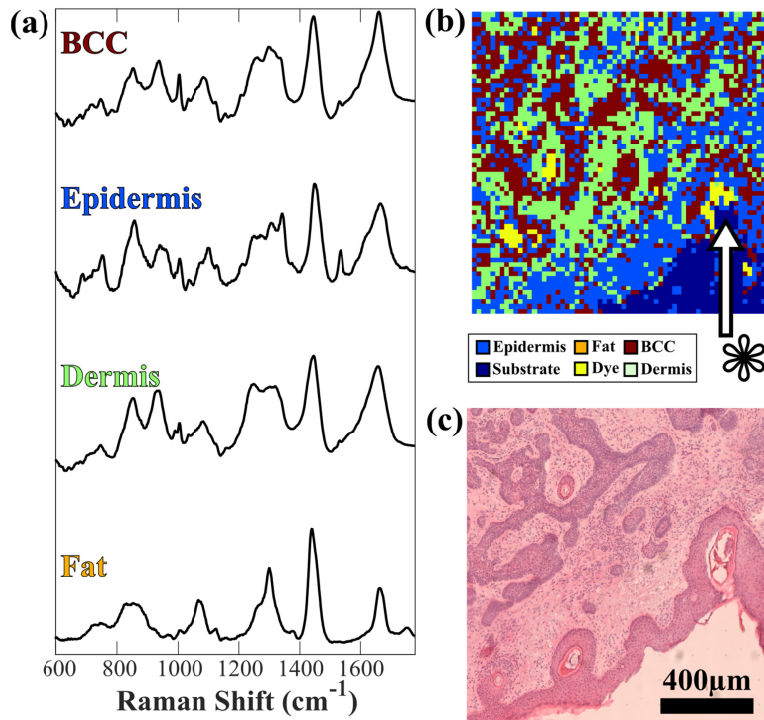 (a)
BCC
Epidermis
Dermis
Fat
600 800 1000 1200 1400 1600
Raman Shift (cm-1)
(b)
Epidermis Fat BCC
Substrate Dye Dermis
(c)
400µm